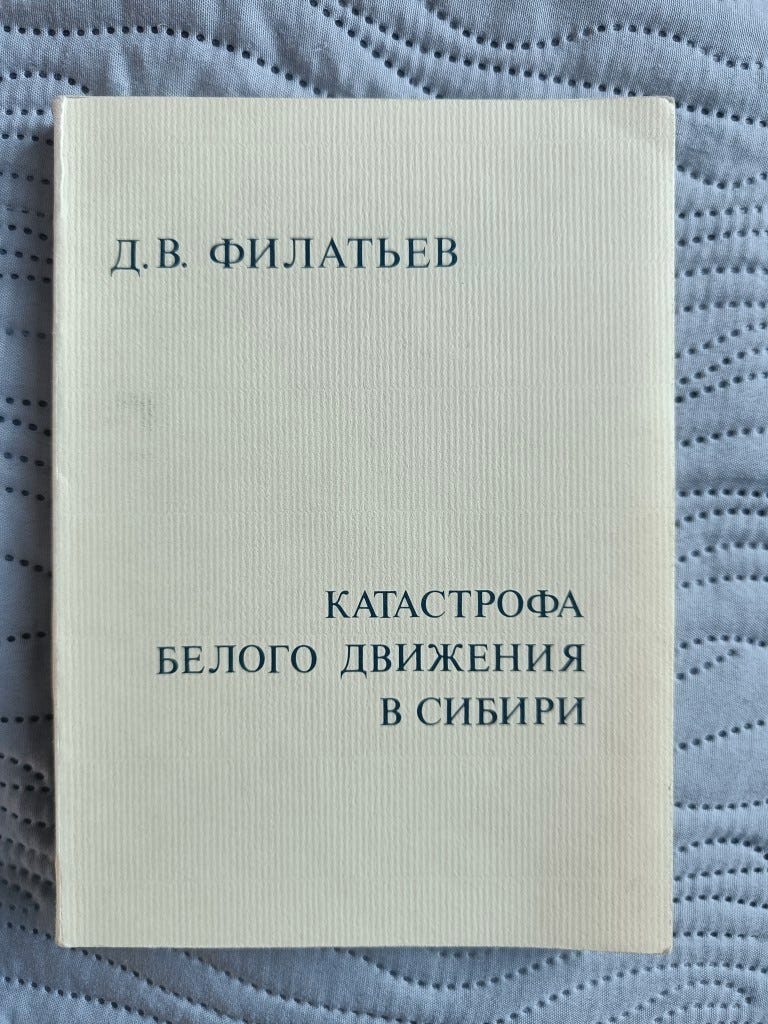 Д. В. ФИЛАТЬЕВ
КАТАСТРОФА
БЕЛОГО ДВИЖЕНИЯ
В СИБИРИ